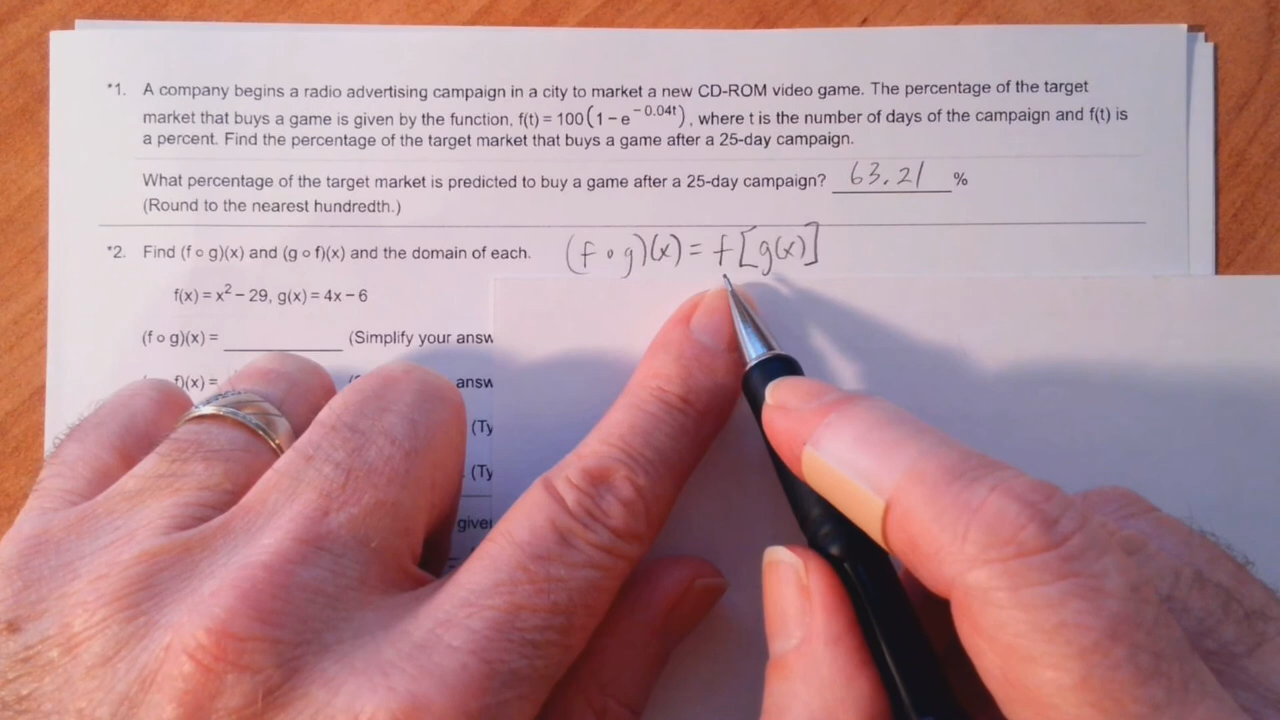 *1. A company begins a radio advertising campaign in a city to market a new CD-ROM video game. The percentage of the target
market that buys a game is given by the function, f(t) = 100(1 − e^−0.04t), where t is the number of days of the campaign and f(t) is
a percent. Find the percentage of the target market that buys a game after a 25-day campaign.
What percentage of the target market is predicted to buy a game after a 25-day campaign? 63.21 %
(Round to the nearest hundredth.)
*2. Find (f ∘ g)(x) and (g ∘ f)(x) and the domain of each. (f ∘ g)(x) = f[g(x)]
f(x) = x² − 29, g(x) = 4x − 6
(f ∘ g)(x) = ________ (Simplify your answ
f)(x) = answ
(Ty
(Ty
give